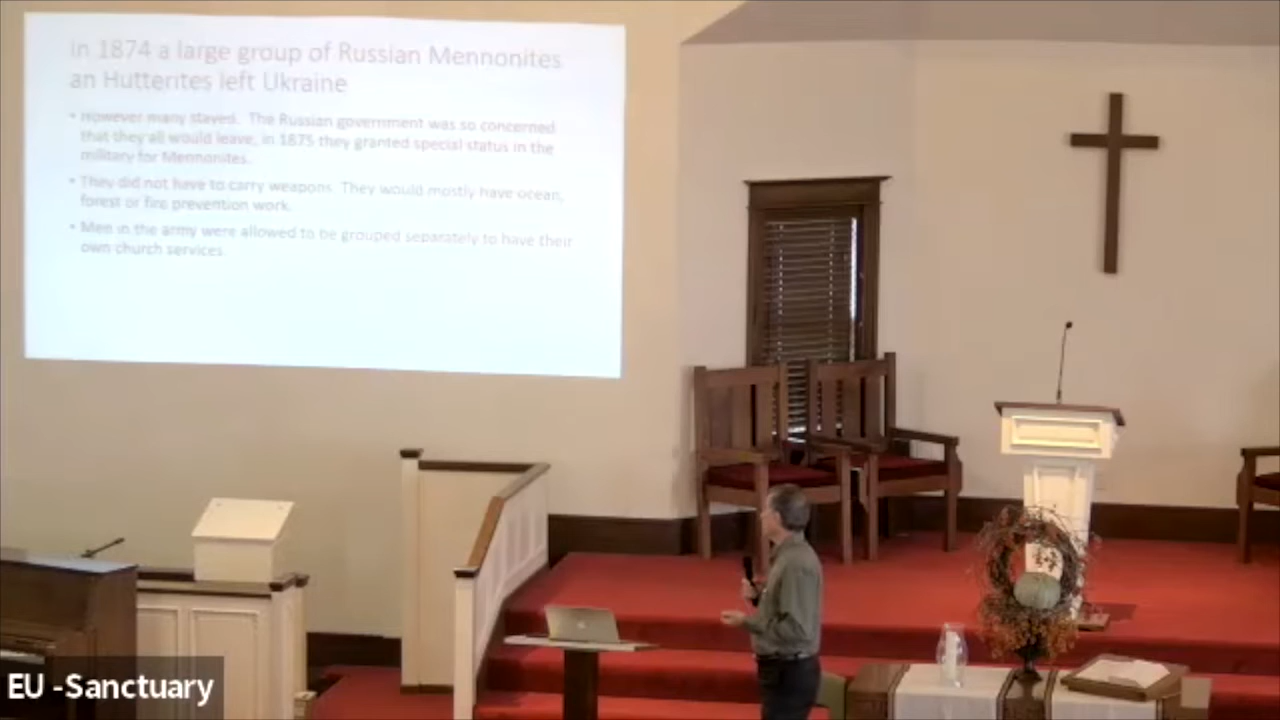 In 1874 a large group of Russian Mennonites
an Hutterites left Ukraine
• However many stayed. The Russian government was so concerned
that they all would leave, in 1875 they granted special status in the
military for Mennonites.
• They did not have to carry weapons. They would mostly have ocean,
forest or fire prevention work.
• Men in the army were allowed to be grouped separately to have their
own church services.
EU -Sanctuary